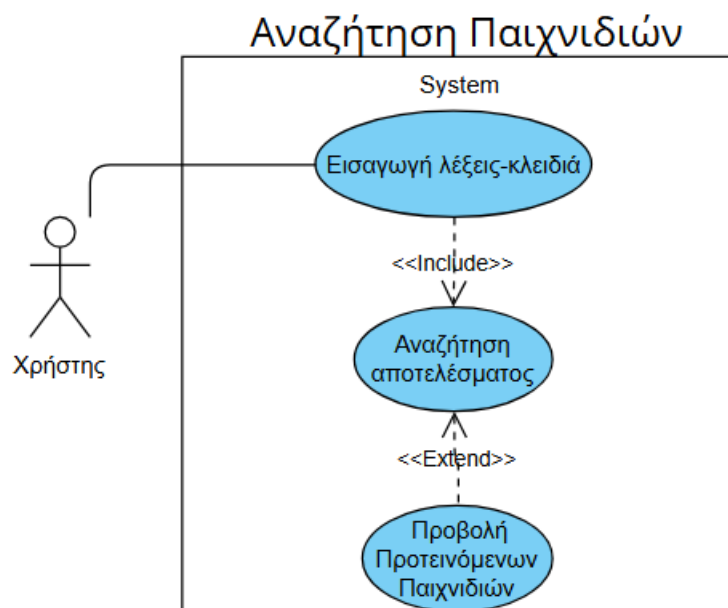 Αναζήτηση Παιχνιδιών
System
Εισαγωγή λέξεις-κλειδιά
<<Include>>
Χρήστης
Αναζήτηση
αποτελέσματος
<<Extend>>
Προβολή
Προτεινόμενων
Παιχνιδιών